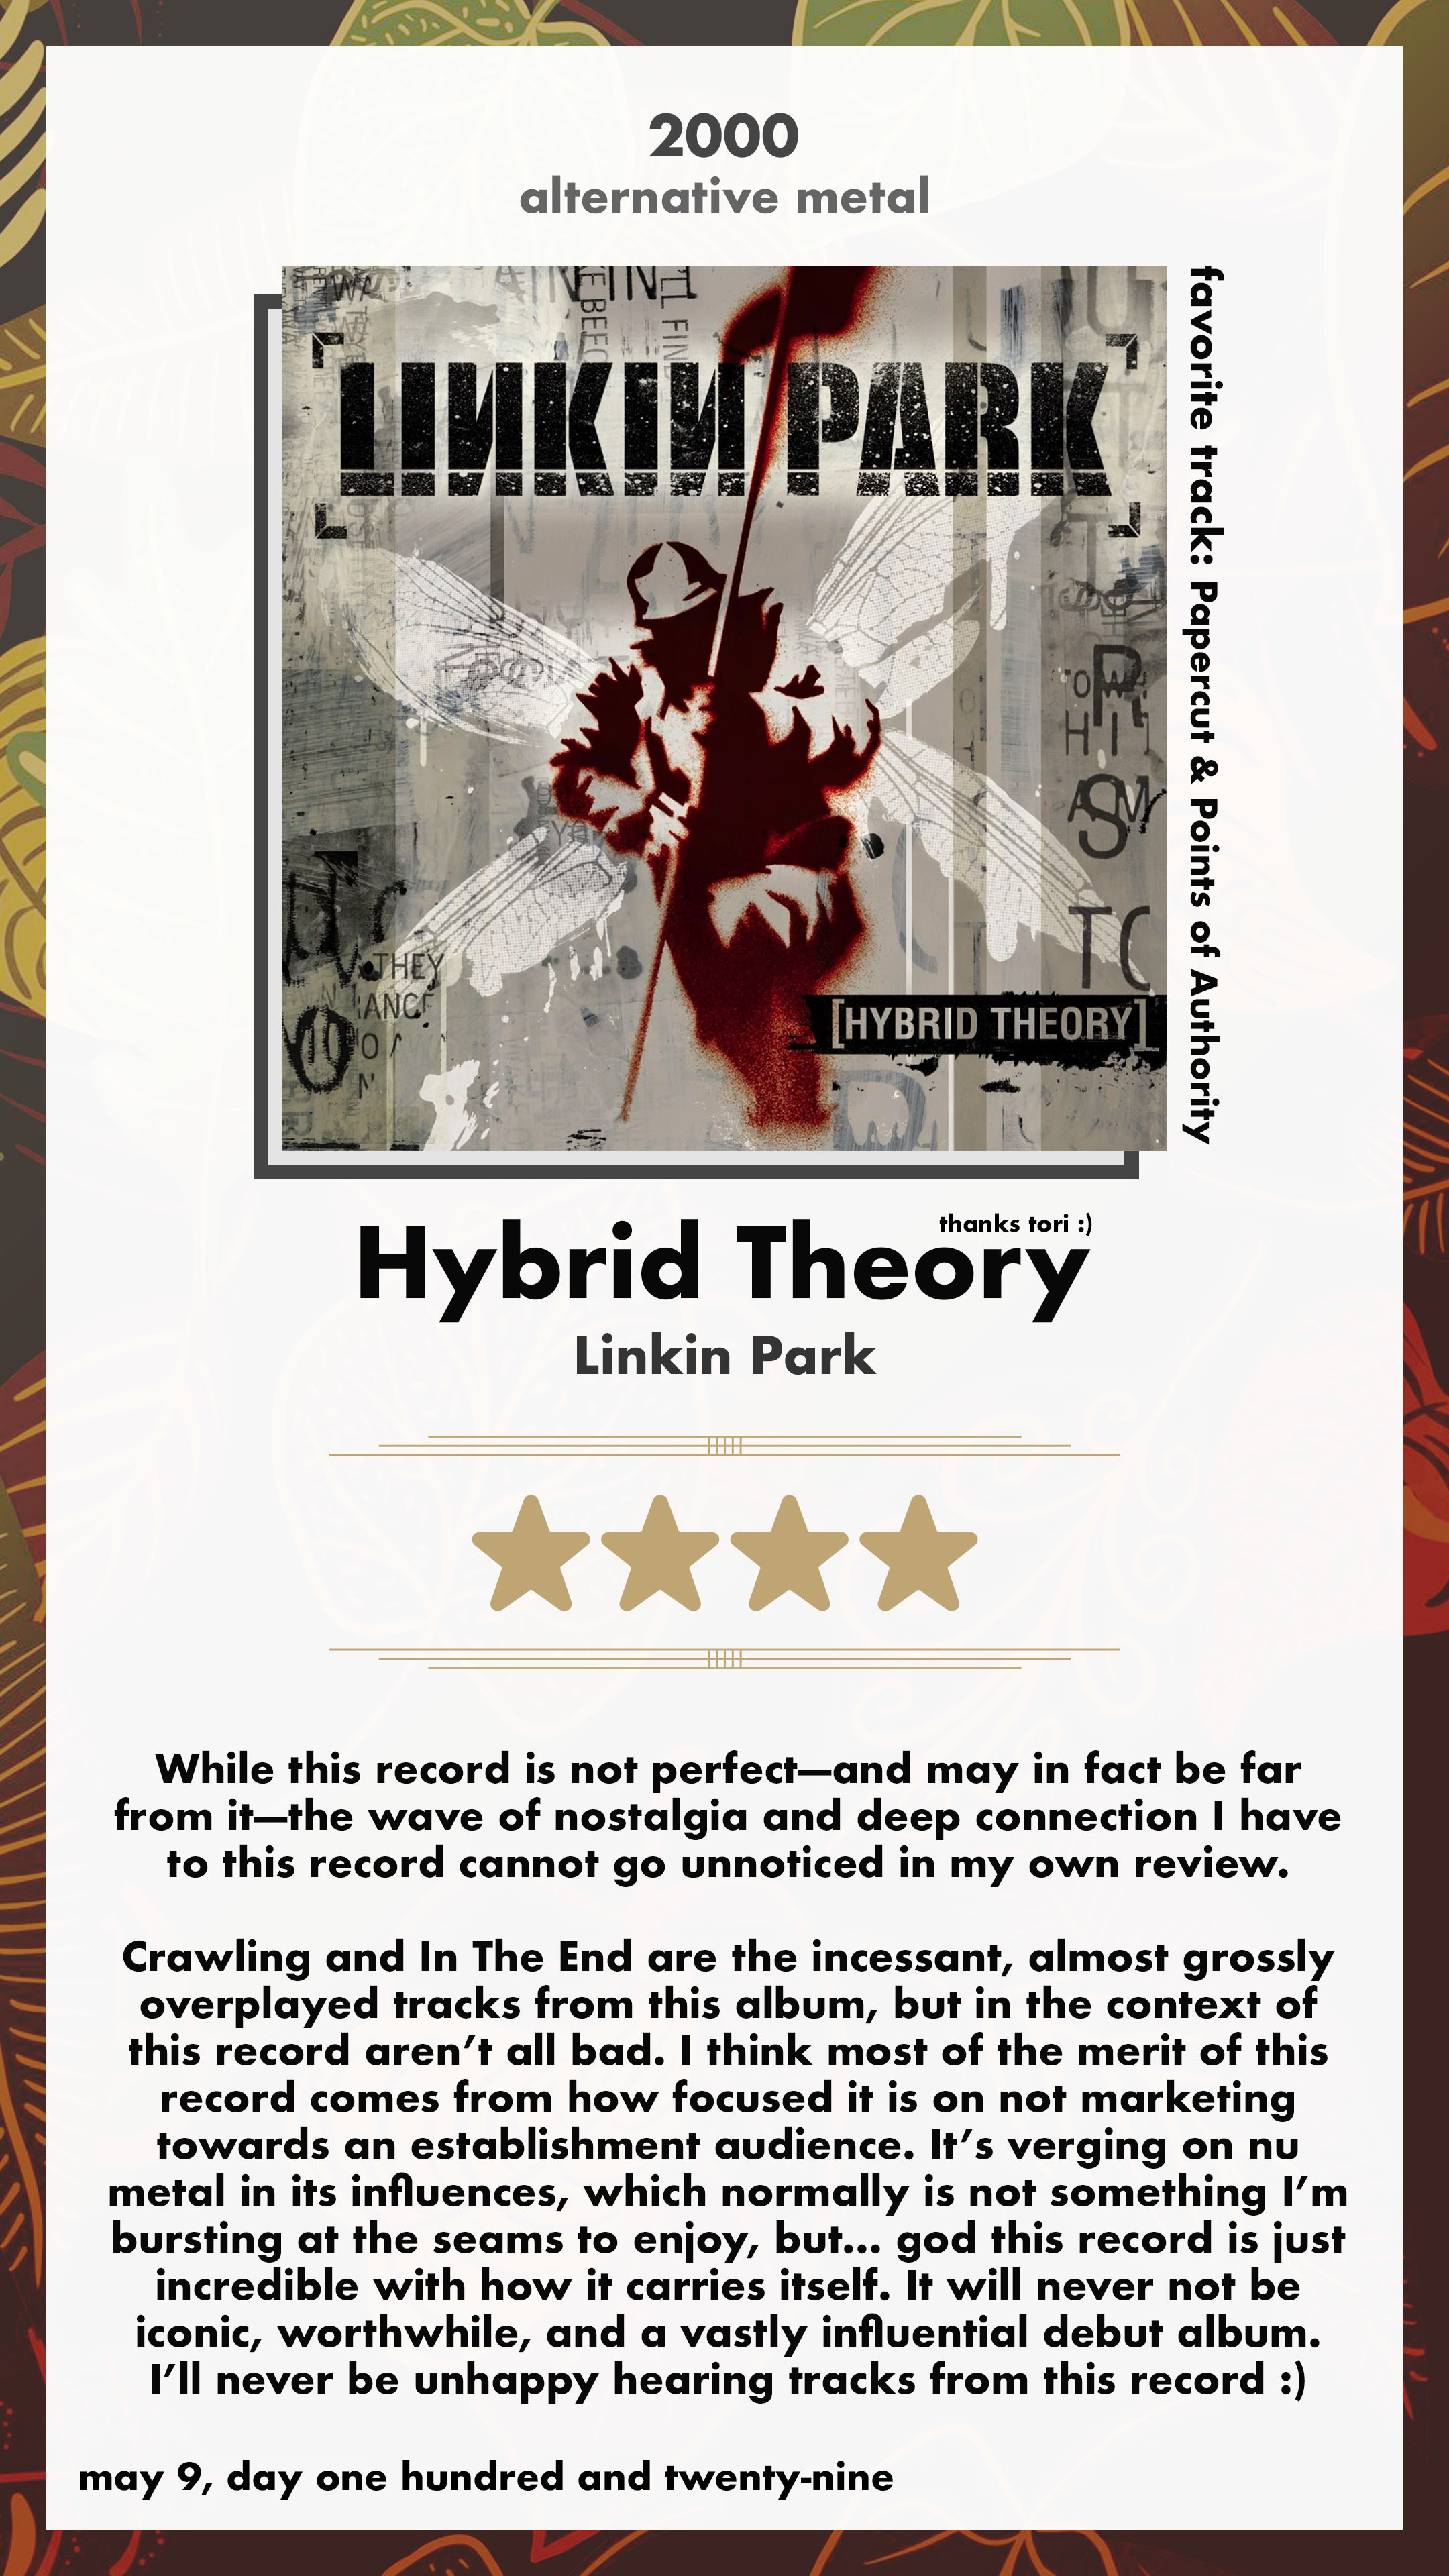 2000
alternative metal
LINKIN PARK
THEY
[HYBRID THEORY]
favorite track: Papercut & Points of Authority
thanks tori :)
Hybrid Theory
Linkin Park
While this record is not perfect—and may in fact be far
from it—the wave of nostalgia and deep connection I have
to this record cannot go unnoticed in my own review.
Crawling and In The End are the incessant, almost grossly
overplayed tracks from this album, but in the context of
this record aren’t all bad. I think most of the merit of this
record comes from how focused it is on not marketing
towards an establishment audience. It’s verging on nu
metal in its influences, which normally is not something I’m
bursting at the seams to enjoy, but... god this record is just
incredible with how it carries itself. It will never not be
iconic, worthwhile, and a vastly influential debut album.
I’ll never be unhappy hearing tracks from this record :)
may 9, day one hundred and twenty-nine